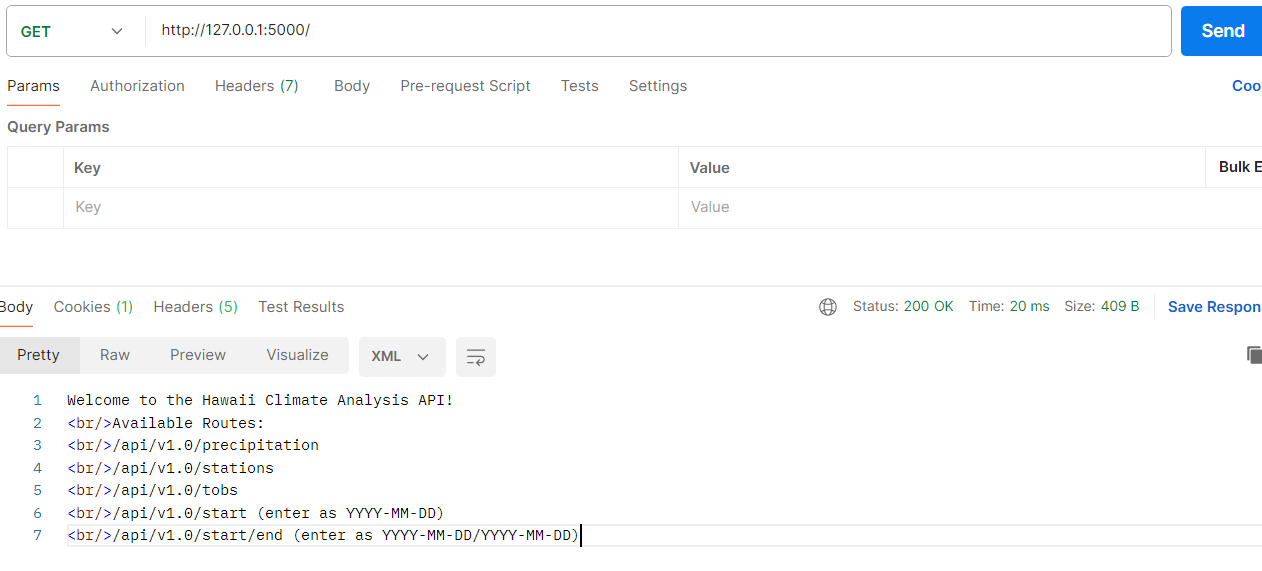 GET http://127.0.0.1:5000/ Send
Params Authorization Headers (7) Body Pre-request Script Tests Settings Coo
Query Params
Key Value Bulk E
Key Value
Body Cookies (1) Headers (5) Test Results Status: 200 OK Time: 20 ms Size: 409 B Save Respon
Pretty Raw Preview Visualize XML
1 Welcome to the Hawaii Climate Analysis API!
2 <br/>Available Routes:
3 <br/>/api/v1.0/precipitation
4 <br/>/api/v1.0/stations
5 <br/>/api/v1.0/tobs
6 <br/>/api/v1.0/start (enter as YYYY-MM-DD)
7 <br/>/api/v1.0/start/end (enter as YYYY-MM-DD/YYYY-MM-DD)